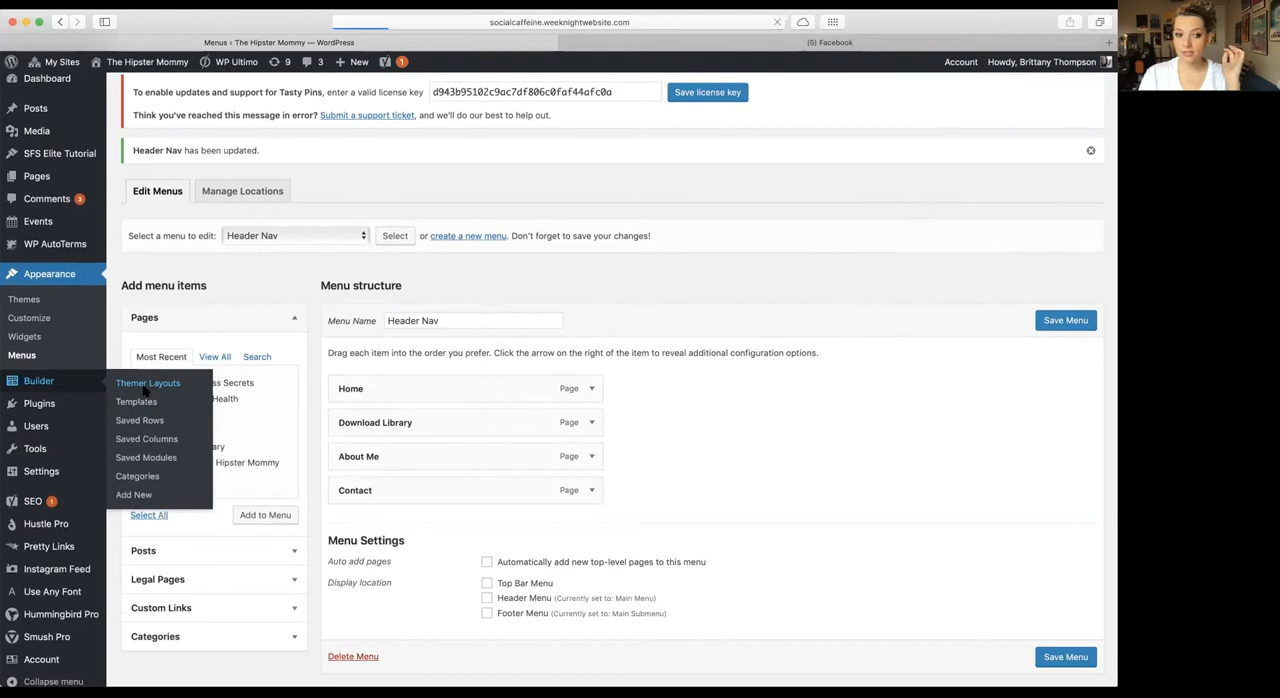 socialcaffeine.weeknightwebsite.com
Menus ‹ The Hipster Mommy — WordPress
(5) Facebook
My Sites
The Hipster Mommy
WP Ultimo
9
3
New
1
Account
Howdy, Brittany Thompson
Dashboard
Posts
Media
SFS Elite Tutorial
Pages
Comments 3
Events
WP AutoTerms
Appearance
Themes
Customize
Widgets
Menus
Builder
Plugins
Users
Tools
Settings
SEO 1
Hustle Pro
Pretty Links
Instagram Feed
Use Any Font
Hummingbird Pro
Smush Pro
Account
Collapse menu
Themer Layouts
Templates
Saved Rows
Saved Columns
Saved Modules
Categories
Add New
To enable updates and support for Tasty Pins, enter a valid license key
d943b95102c9ac7df806c0faf44afc0a
Save license key
Think you've reached this message in error? Submit a support ticket, and we'll do our best to help out.
Header Nav has been updated.
Edit Menus
Manage Locations
Select a menu to edit:
Header Nav
Select
or create a new menu. Don't forget to save your changes!
Add menu items
Pages
Most Recent
View All
Search
ss Secrets
Health
ary
Hipster Mommy
Select All
Add to Menu
Posts
Legal Pages
Custom Links
Categories
Menu structure
Menu Name
Header Nav
Save Menu
Drag each item into the order you prefer. Click the arrow on the right of the item to reveal additional configuration options.
Home Page
Download Library Page
About Me Page
Contact Page
Menu Settings
Auto add pages
Automatically add new top-level pages to this menu
Display location
Top Bar Menu
Header Menu (Currently set to: Main Menu)
Footer Menu (Currently set to: Main Submenu)
Delete Menu
Save Menu